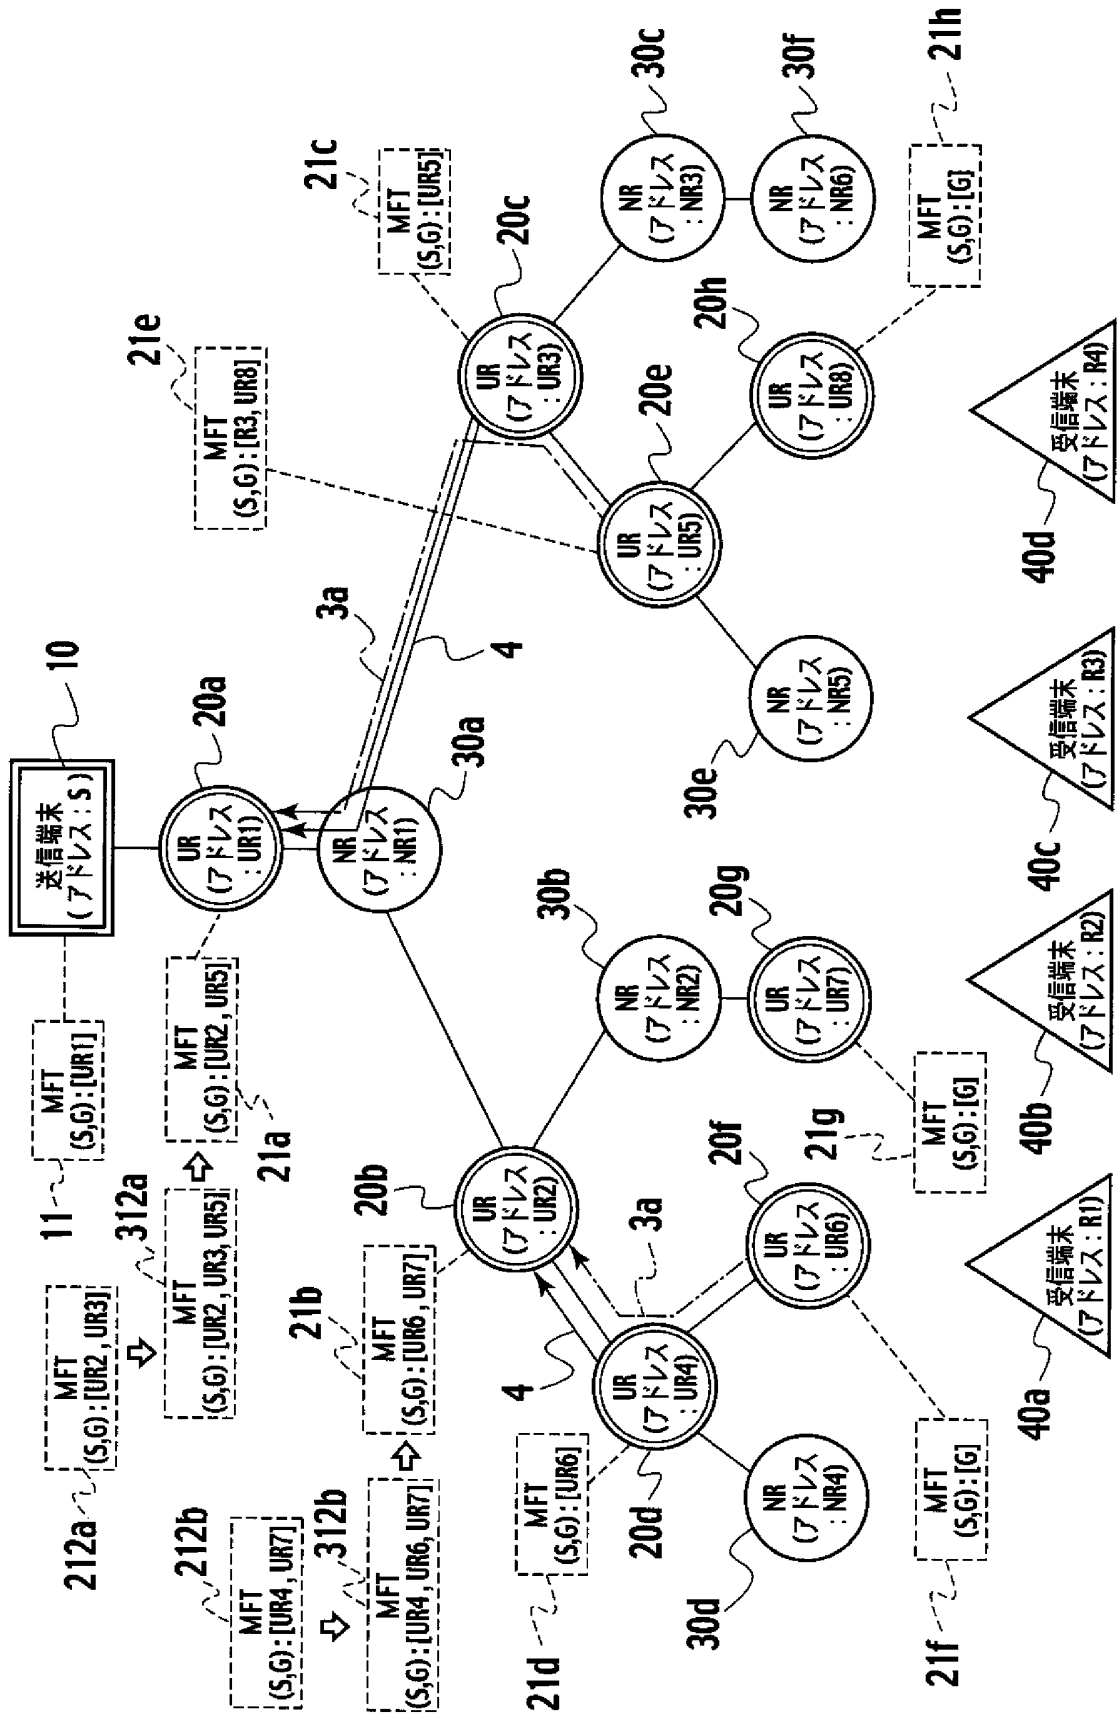 10
送信端末
(アドレス:S)
11
MFT
(S,G):[UR1]
20a
UR
(アドレス
:UR1)
MFT
(S,G):[UR2,UR5]
21a
312a
MFT
(S,G):[UR2,UR3,UR5]
212a
MFT
(S,G):[UR2,UR3]
30a
NR
(アドレス
:NR1)
3a
4
21e
MFT
(S,G):[R3,UR8]
21c
MFT
(S,G):[UR5]
20c
UR
(アドレス
:UR3)
30c
NR
(アドレス
:NR3)
30f
NR
(アドレス
:NR6)
20e
UR
(アドレス
:UR5)
20h
UR
(アドレス
:UR8)
21h
MFT
(S,G):[G]
30e
NR
(アドレス
:NR5)
20b
UR
(アドレス
:UR2)
21b
MFT
(S,G):[UR6,UR7]
312b
MFT
(S,G):[UR4,UR6,UR7]
212b
MFT
(S,G):[UR4,UR7]
30b
NR
(アドレス
:NR2)
20g
UR
(アドレス
:UR7)
21g
MFT
(S,G):[G]
4
3a
20d
UR
(アドレス
:UR4)
21d
MFT
(S,G):[UR6]
20f
UR
(アドレス
:UR6)
21f
MFT
(S,G):[G]
30d
NR
(アドレス
:NR4)
40a
受信端末
(アドレス:R1)
40b
受信端末
(アドレス:R2)
40c
受信端末
(アドレス:R3)
40d
受信端末
(アドレス:R4)